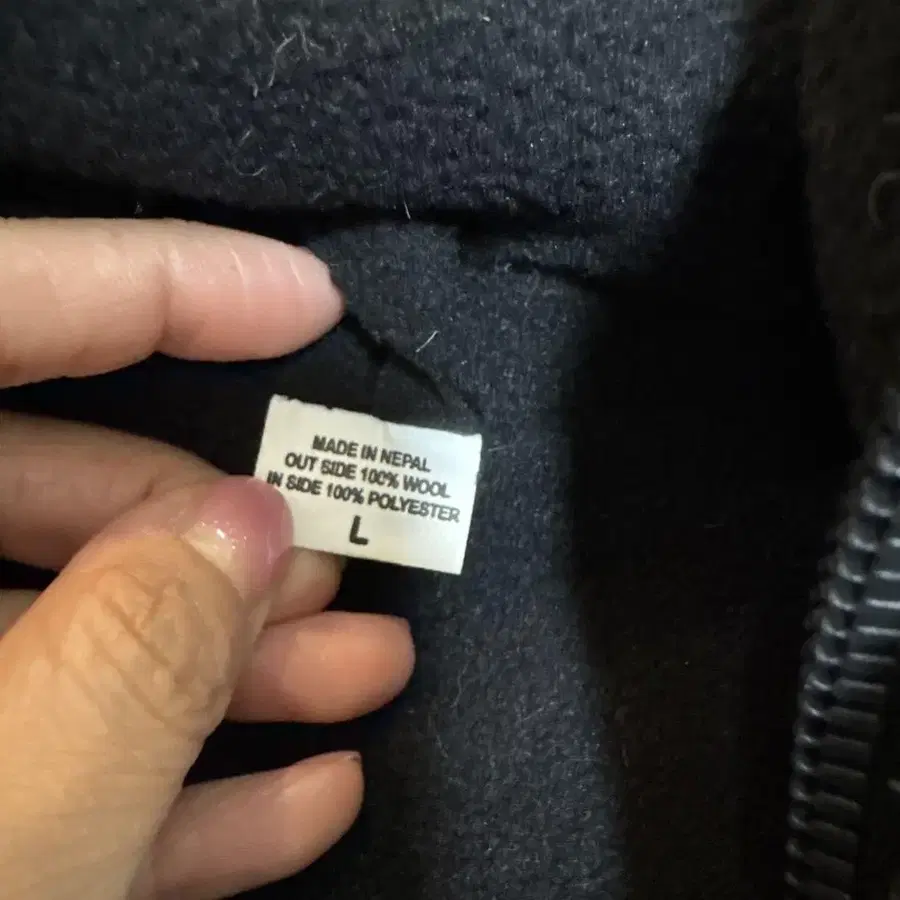 MADE IN NEPAL
OUT SIDE 100% WOOL
IN SIDE 100% POLYESTER
L